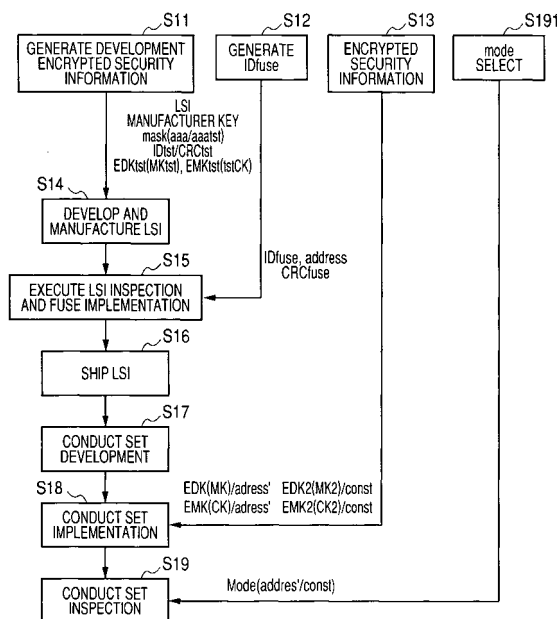 S11
GENERATE DEVELOPMENT
ENCRYPTED SECURITY
INFORMATION
S12
GENERATE
IDfuse
S13
ENCRYPTED
SECURITY
INFORMATION
S191
mode
SELECT
LSI
MANUFACTURER KEY
mask(aaa/aaatst)
IDtst/CRCtst
EDKtst(MKtst), EMKtst(tstCK)
S14
DEVELOP AND
MANUFACTURE LSI
IDfuse, address
CRCfuse
S15
EXECUTE LSI INSPECTION
AND FUSE IMPLEMENTATION
S16
SHIP LSI
S17
CONDUCT SET
DEVELOPMENT
EDK(MK)/adress' EDK2(MK2)/const
EMK(CK)/adress' EMK2(CK2)/const
S18
CONDUCT SET
IMPLEMENTATION
S19
CONDUCT SET
INSPECTION
Mode(addres'/const)